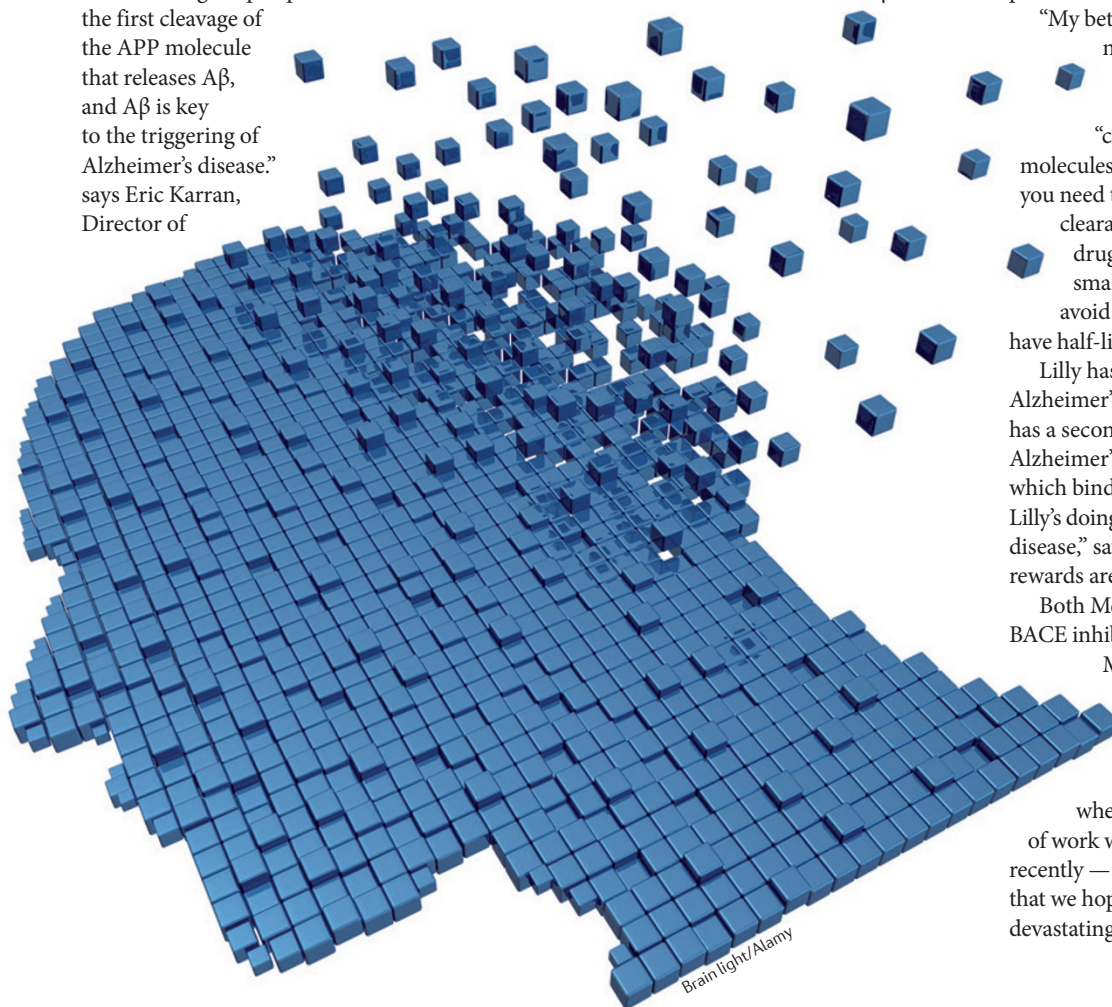 the first cleavage of
the APP molecule
that releases Aβ,
and Aβ is key
to the triggering of
Alzheimer’s disease.”
says Eric Karran,
Director of
“My bet
“c
molecules
you need t
cleara
drug
sma
avoid
have half-li
Lilly has
Alzheimer’
has a secon
Alzheimer’
which bind
Lilly’s doing
disease,” sa
rewards are
Both Me
BACE inhib
M
whe
of work w
recently —
that we hop
devastating
Brain light/Alamy